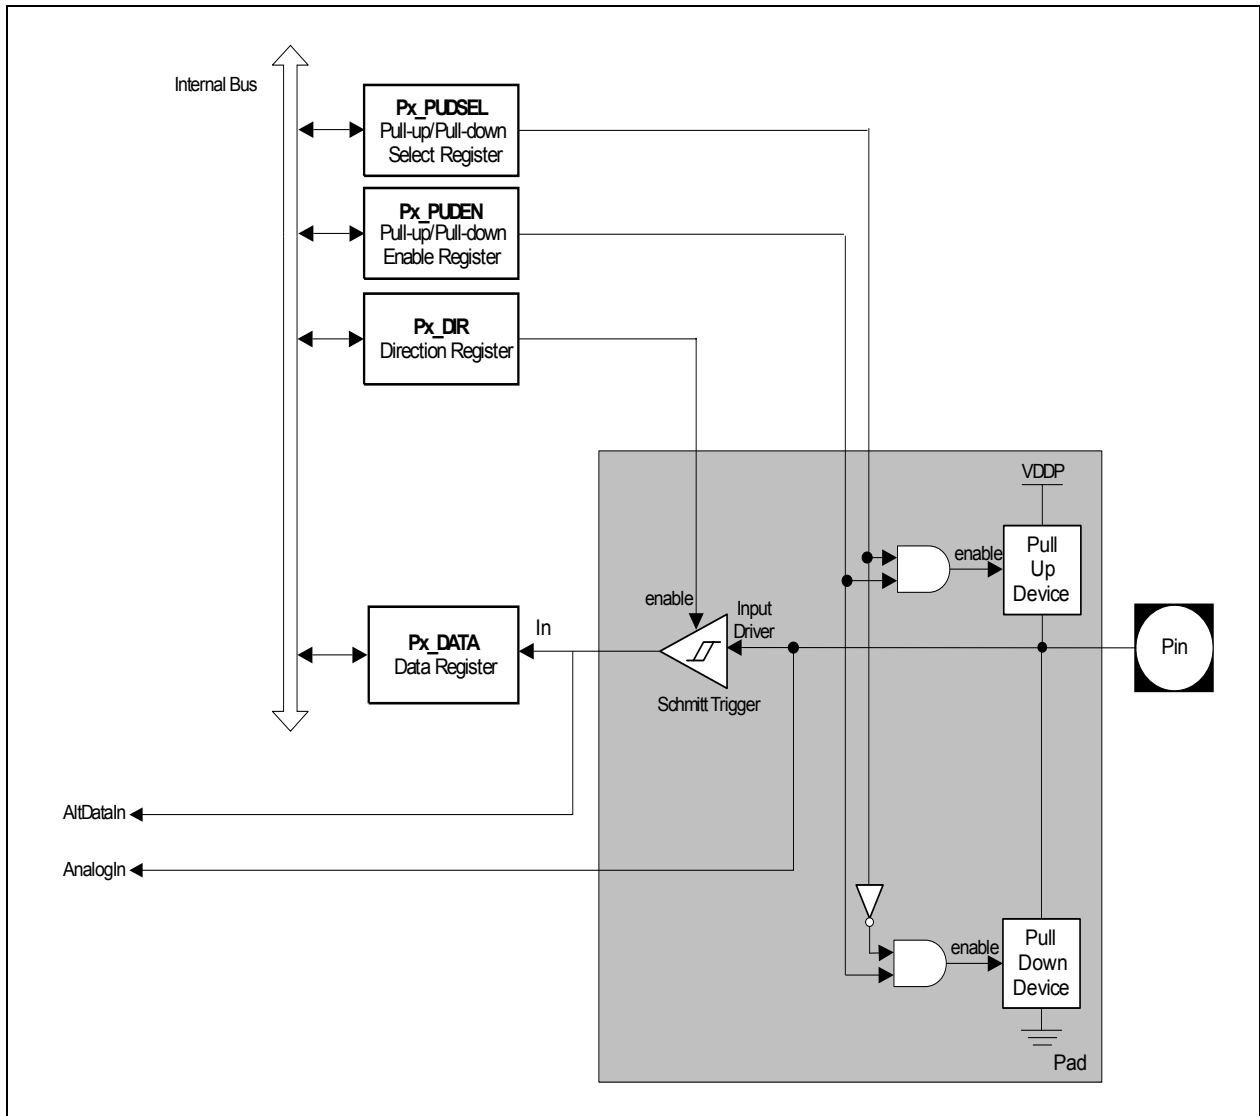 Internal Bus
Px_PUDSEL
Pull-up/Pull-down
Select Register
Px_PUDEN
Pull-up/Pull-down
Enable Register
Px_DIR
Direction Register
VDDP
enable
Pull
Up
Device
enable
Input
Driver
In
Px_DATA
Data Register
Schmitt Trigger
Pin
AltDataIn
AnalogIn
enable
Pull
Down
Device
Pad